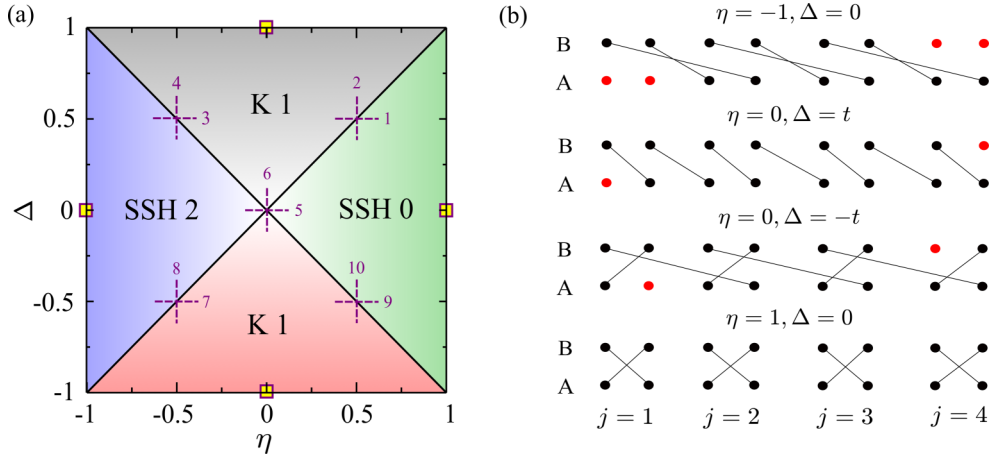 (a)
1
0.5
0
-0.5
-1
Δ
-1
-0.5
0
0.5
1
η
K 1
SSH 2
SSH 0
K 1
4
3
2
1
6
5
8
7
10
9
(b)
η = −1, Δ = 0
B
A
η = 0, Δ = t
B
A
η = 0, Δ = −t
B
A
η = 1, Δ = 0
B
A
j = 1
j = 2
j = 3
j = 4